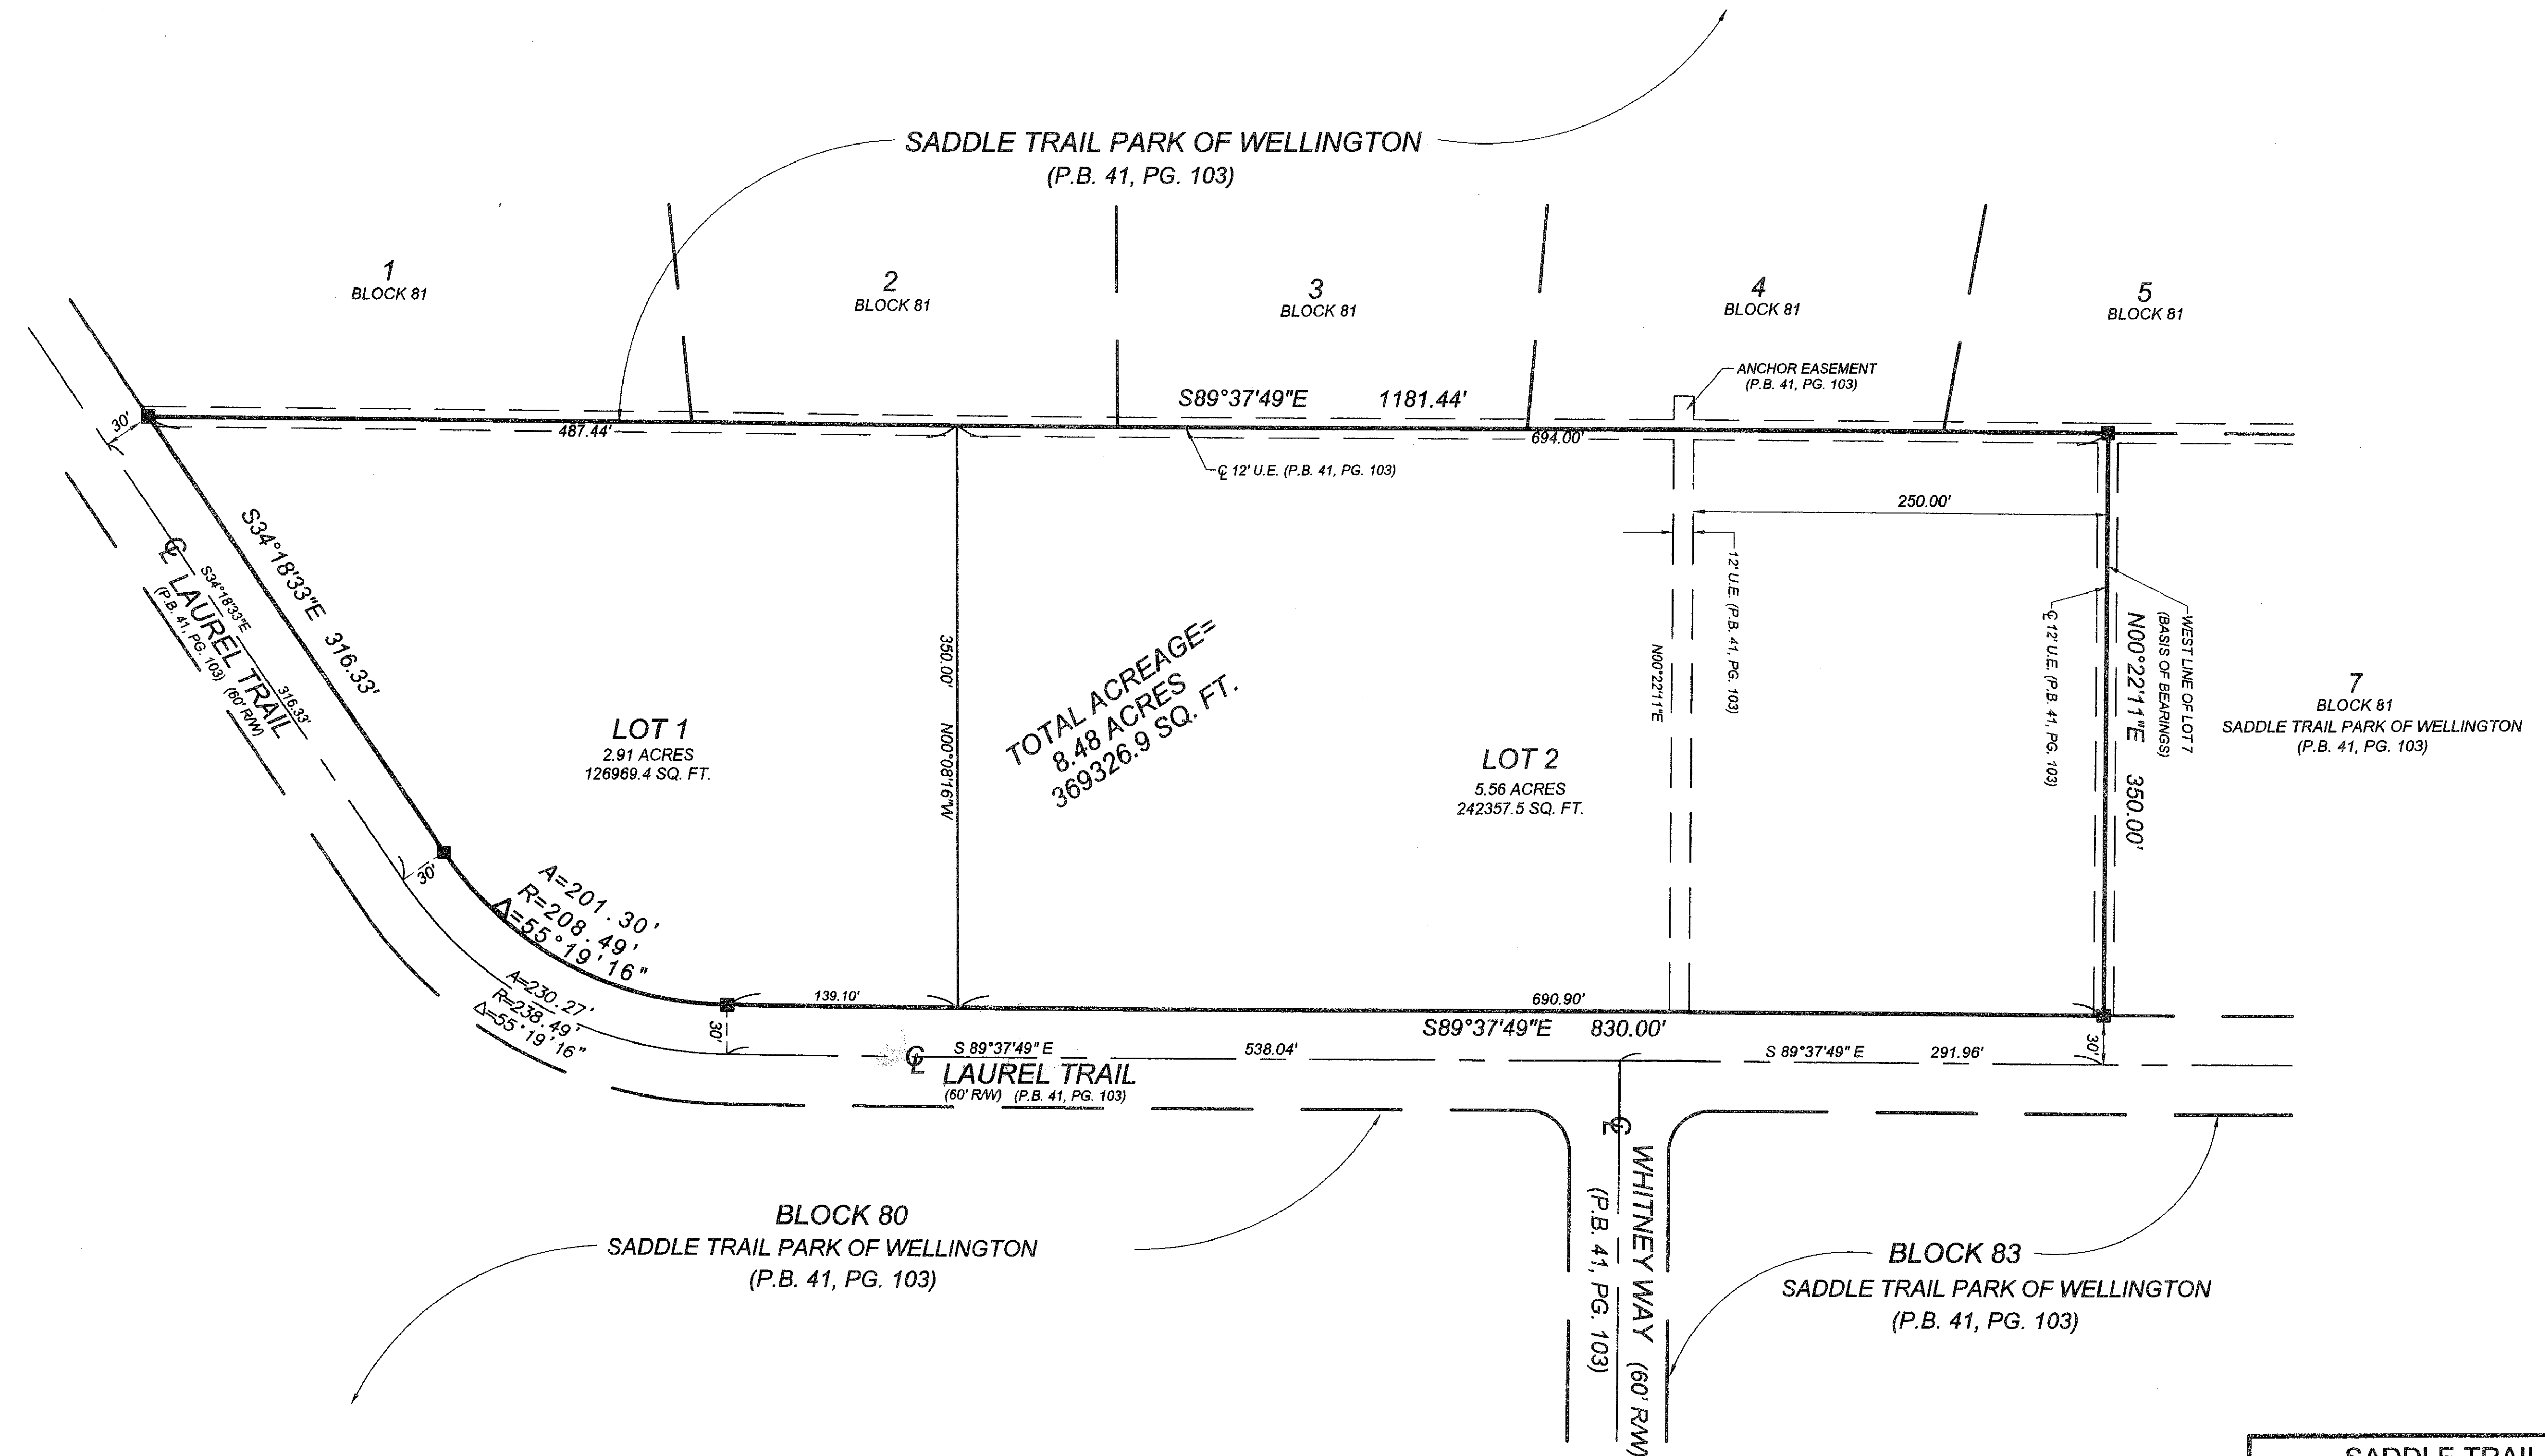 SADDLE TRAIL PARK OF WELLINGTON
(P.B. 41, PG. 103)
1
BLOCK 81
2
BLOCK 81
3
BLOCK 81
4
BLOCK 81
5
BLOCK 81
ANCHOR EASEMENT
(P.B. 41, PG. 103)
S89°37'49"E 1181.44'
30'
487.44'
694.00'
℄ 12' U.E. (P.B. 41, PG. 103)
250.00'
12' U.E. (P.B. 41, PG. 103)
N00°22'11"E
℄ 12' U.E. (P.B. 41, PG. 103)
WEST LINE OF LOT 7
(BASIS OF BEARINGS)
N00°22'11"E 350.00'
7
BLOCK 81
SADDLE TRAIL PARK OF WELLINGTON
(P.B. 41, PG. 103)
S34°18'33"E 316.33'
℄
S34°18'33"E 316.33'
LAUREL TRAIL
(P.B. 41, PG. 103) (60' R/W)
LOT 1
2.91 ACRES
126969.4 SQ. FT.
350.00' N00°08'16"W
TOTAL ACREAGE=
8.48 ACRES
369326.9 SQ. FT.
LOT 2
5.56 ACRES
242357.5 SQ. FT.
30'
A=201.30'
R=208.49'
Δ=55°19'16"
A=230.27'
R=238.49'
Δ=55°19'16"
139.10'
690.90'
S89°37'49"E 830.00'
30'
℄
S 89°37'49" E 538.04'
S 89°37'49" E 291.96'
30'
LAUREL TRAIL
(60' R/W) (P.B. 41, PG. 103)
℄
WHITNEY WAY (60' R/W)
(P.B. 41, PG. 103)
BLOCK 80
SADDLE TRAIL PARK OF WELLINGTON
(P.B. 41, PG. 103)
BLOCK 83
SADDLE TRAIL PARK OF WELLINGTON
(P.B. 41, PG. 103)
SADDLE TRAIL